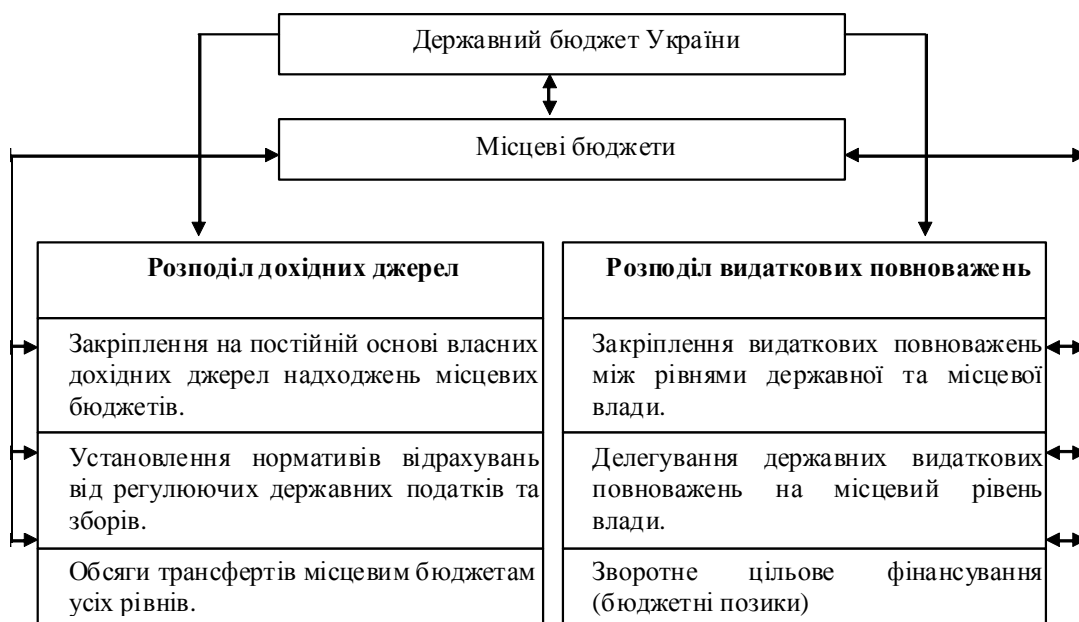 Державний бюджет України
Місцеві бюджети
Розподіл дохідних джерел
Закріплення на постійній основі власних
дохідних джерел надходжень місцевих
бюджетів.
Установлення нормативів відрахувань
від регулюючих державних податків та
зборів.
Обсяги трансфертів місцевим бюджетам
усіх рівнів.
Розподіл видаткових повноважень
Закріплення видаткових повноважень
між рівнями державної та місцевої
влади.
Делегування державних видаткових
повноважень на місцевий рівень
влади.
Зворотне цільове фінансування
(бюджетні позики)